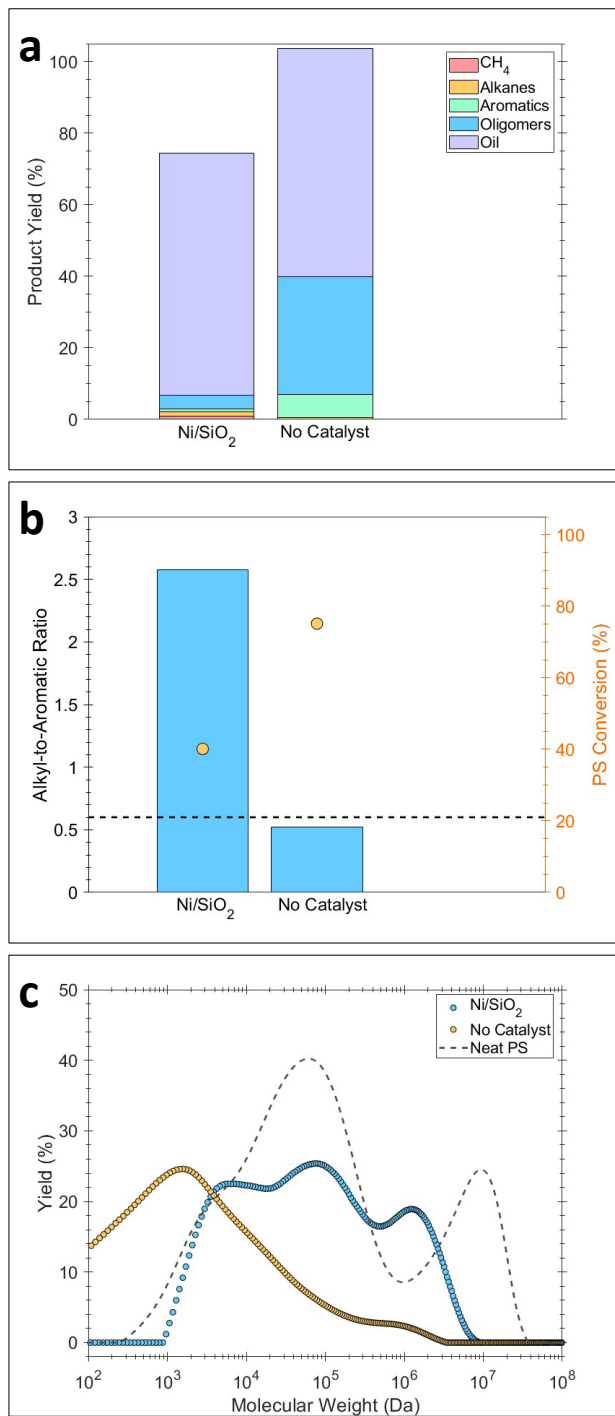 a
100
80
60
40
20
0
Product Yield (%)
CH4
Alkanes
Aromatics
Oligomers
Oil
Ni/SiO2
No Catalyst
b
3
2.5
2
1.5
1
0.5
0
Alkyl-to-Aromatic Ratio
100
80
60
40
20
0
PS Conversion (%)
Ni/SiO2
No Catalyst
c
50
40
30
20
10
0
Yield (%)
Ni/SiO2
No Catalyst
Neat PS
10^2 10^3 10^4 10^5 10^6 10^7 10^8
Molecular Weight (Da)